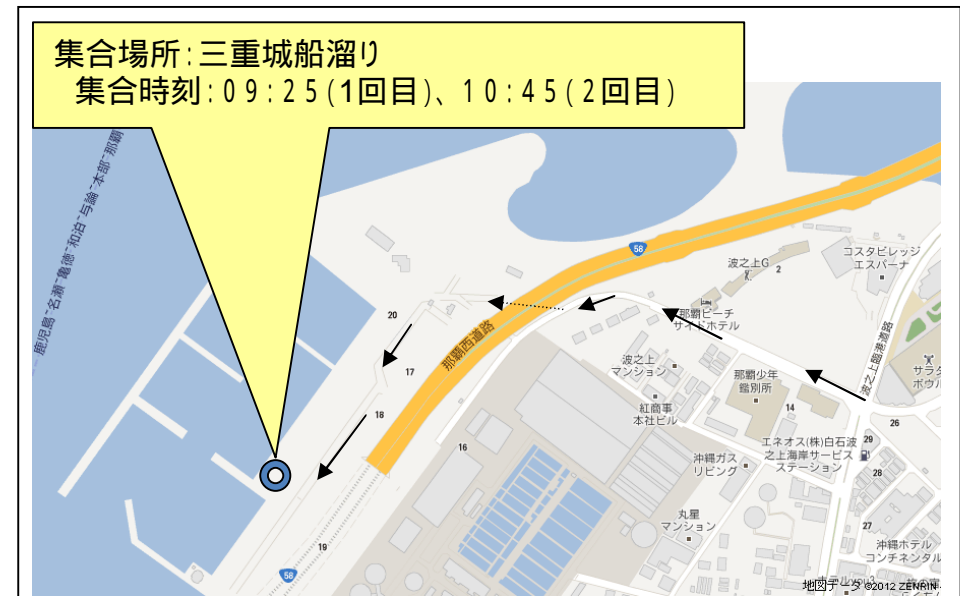 集合場所:三重城船溜り
集合時刻:09:25(1回目)、10:45(2回目)
鹿児島~名瀬~亀徳~和泊~与論~本部~那覇
58
コスタビレッジ
エスパーナ
波之上G
2
那覇ビーチ
サイドホテル
20
那覇西道路
波之上臨港道路
サラダ
ボウル
17
波之上
マンション
那覇少年
鑑別所
紅商事
本社ビル
14
18
26
16
エネオス(株)白石波
之上海岸サービス
ステーション
29
沖縄ガス
リビング
28
丸星
マンション
27
19
沖縄ホテル
コンチネンタル
58
地図データ ©2012 ZENRIN